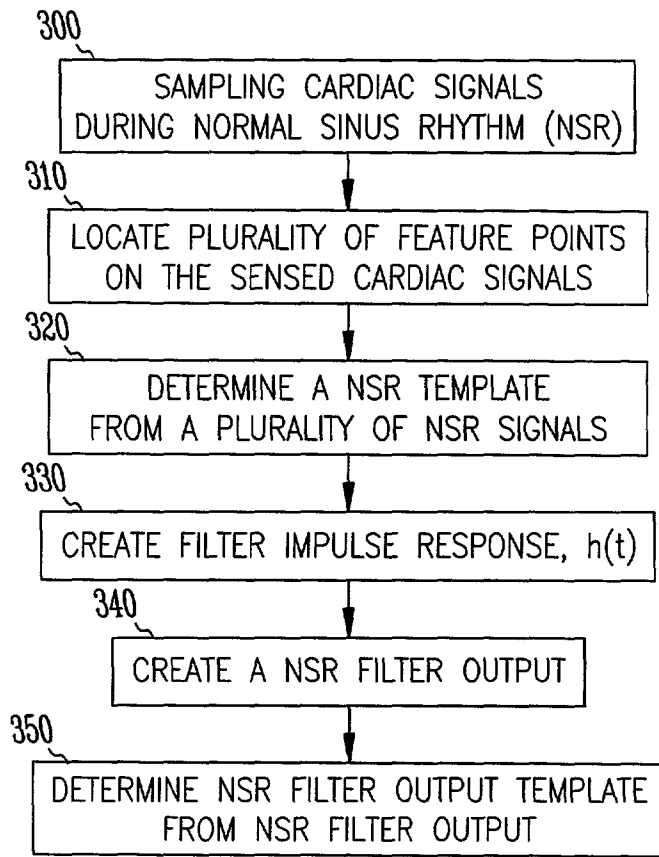 300
SAMPLING CARDIAC SIGNALS
DURING NORMAL SINUS RHYTHM (NSR)
310
LOCATE PLURALITY OF FEATURE POINTS
ON THE SENSED CARDIAC SIGNALS
320
DETERMINE A NSR TEMPLATE
FROM A PLURALITY OF NSR SIGNALS
330
CREATE FILTER IMPULSE RESPONSE, h(t)
340
CREATE A NSR FILTER OUTPUT
350
DETERMINE NSR FILTER OUTPUT TEMPLATE
FROM NSR FILTER OUTPUT